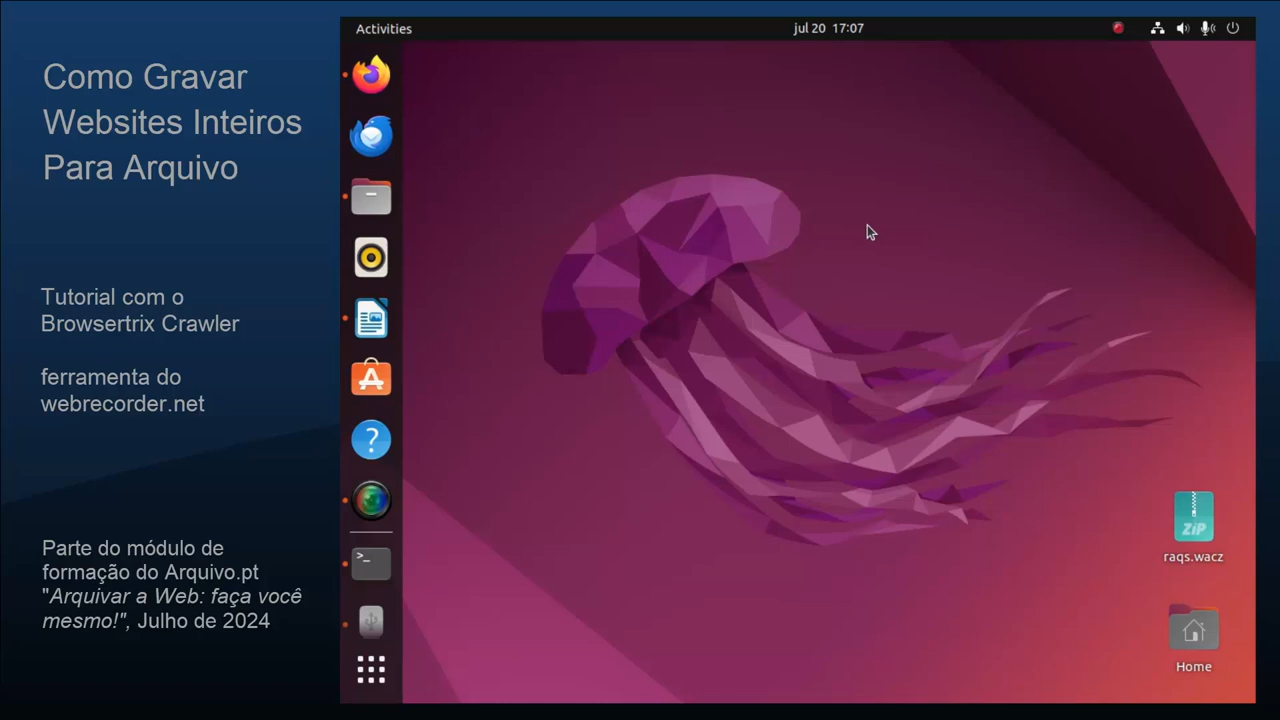 Como Gravar
Websites Inteiros
Para Arquivo
Tutorial com o
Browsertrix Crawler
ferramenta do
webrecorder.net
Parte do módulo de
formação do Arquivo.pt
"Arquivar a Web: faça você
mesmo!", Julho de 2024
Activities
jul 20 17:07
>_
?
ZIP
raqs.wacz
Home